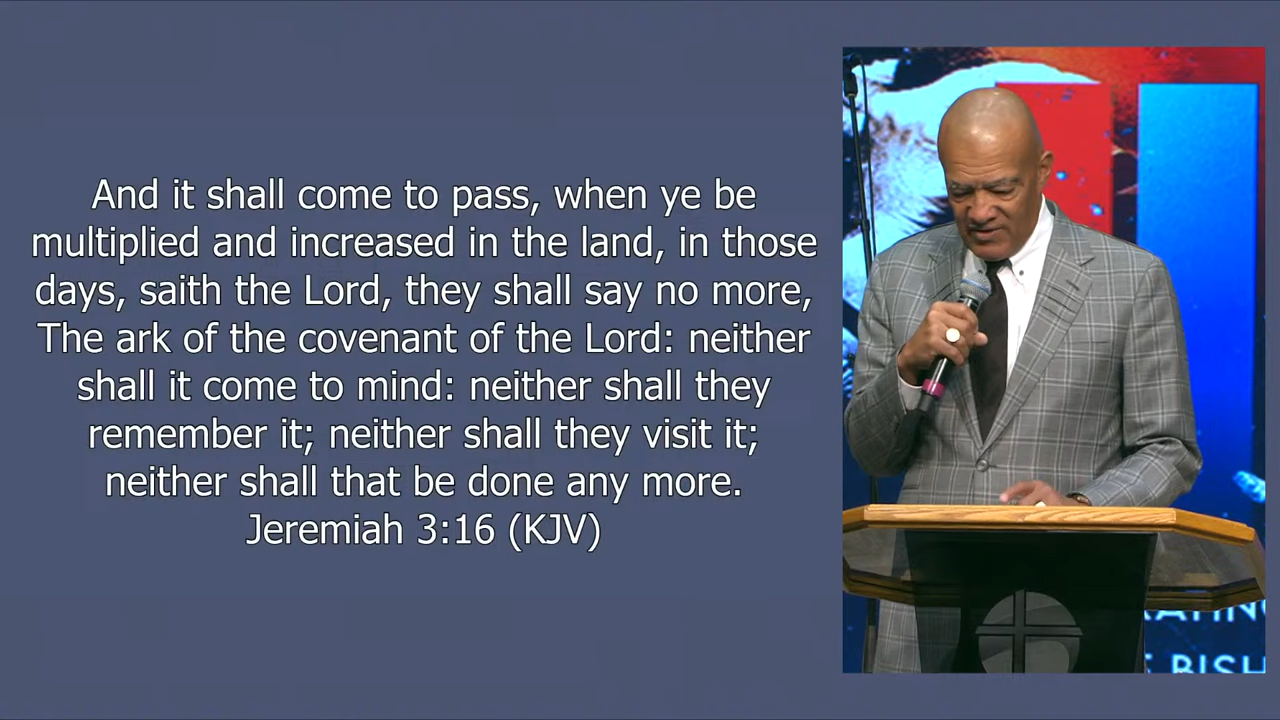 And it shall come to pass, when ye be
multiplied and increased in the land, in those
days, saith the Lord, they shall say no more,
The ark of the covenant of the Lord: neither
shall it come to mind: neither shall they
remember it; neither shall they visit it;
neither shall that be done any more.
Jeremiah 3:16 (KJV)